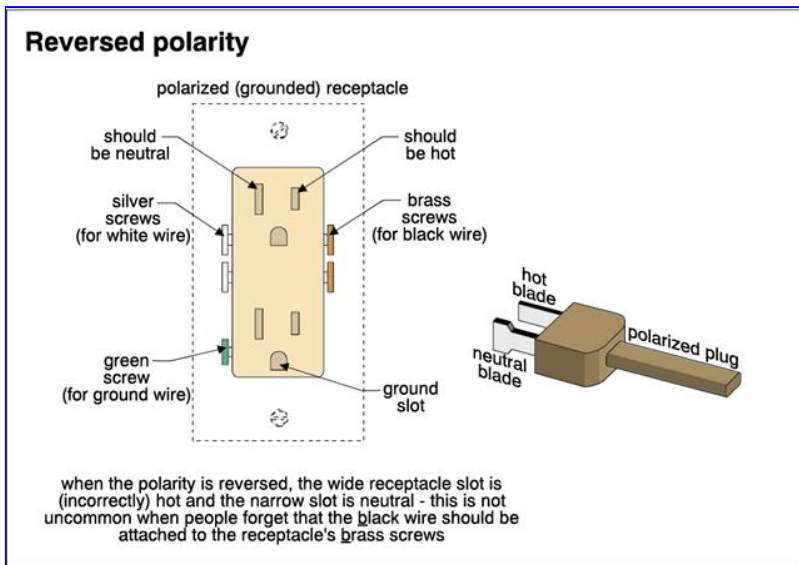 Reversed polarity
polarized (grounded) receptacle
should
be neutral
should
be hot
silver
screws
(for white wire)
brass
screws
(for black wire)
hot
blade
polarized plug
neutral
blade
green
screw
(for ground wire)
ground
slot
when the polarity is reversed, the wide receptacle slot is
(incorrectly) hot and the narrow slot is neutral - this is not
uncommon when people forget that the black wire should be
attached to the receptacle's brass screws